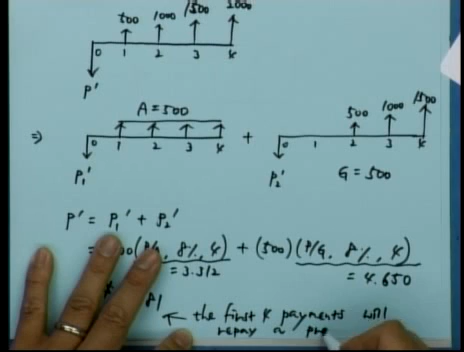 500 1000 1500 2000
0 1 2 3 4
P'
⇒ A = 500 + 500 1000 1500
0 1 2 3 4 0 1 2 3 4
P₁' P₂' G = 500
P' = P₁' + P₂'
(P/A, 8%, 4) + (500) (P/G, 8%, 4)
= 3.312 = 4.650
81 ← the first 4 payments will
repay a